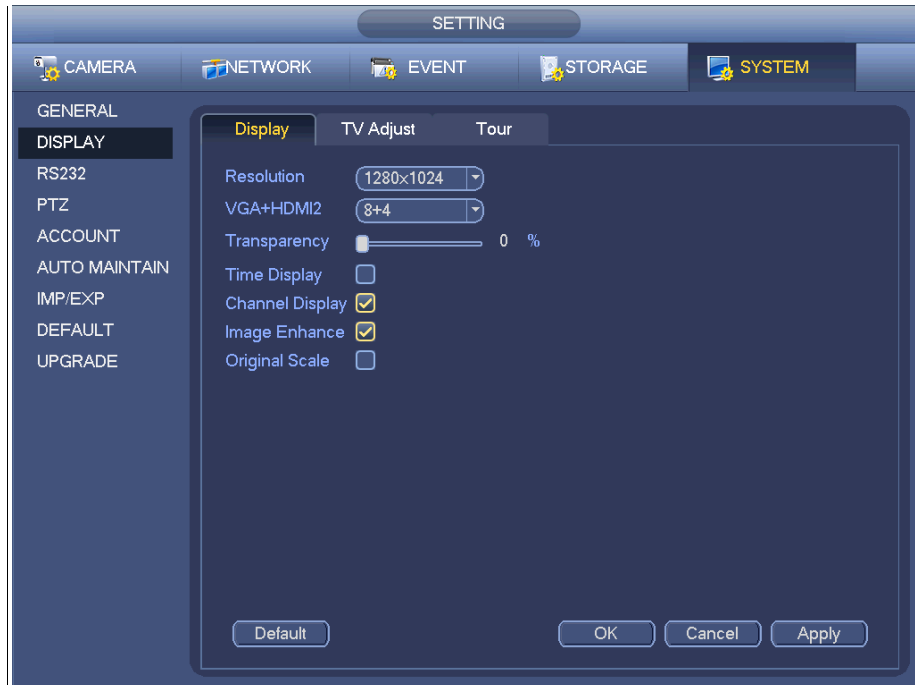 SETTING
CAMERA NETWORK EVENT STORAGE SYSTEM
GENERAL
DISPLAY
RS232
PTZ
ACCOUNT
AUTO MAINTAIN
IMP/EXP
DEFAULT
UPGRADE
Display TV Adjust Tour
Resolution 1280x1024
VGA+HDMI2 8+4
Transparency 0 %
Time Display
Channel Display
Image Enhance
Original Scale
Default OK Cancel Apply